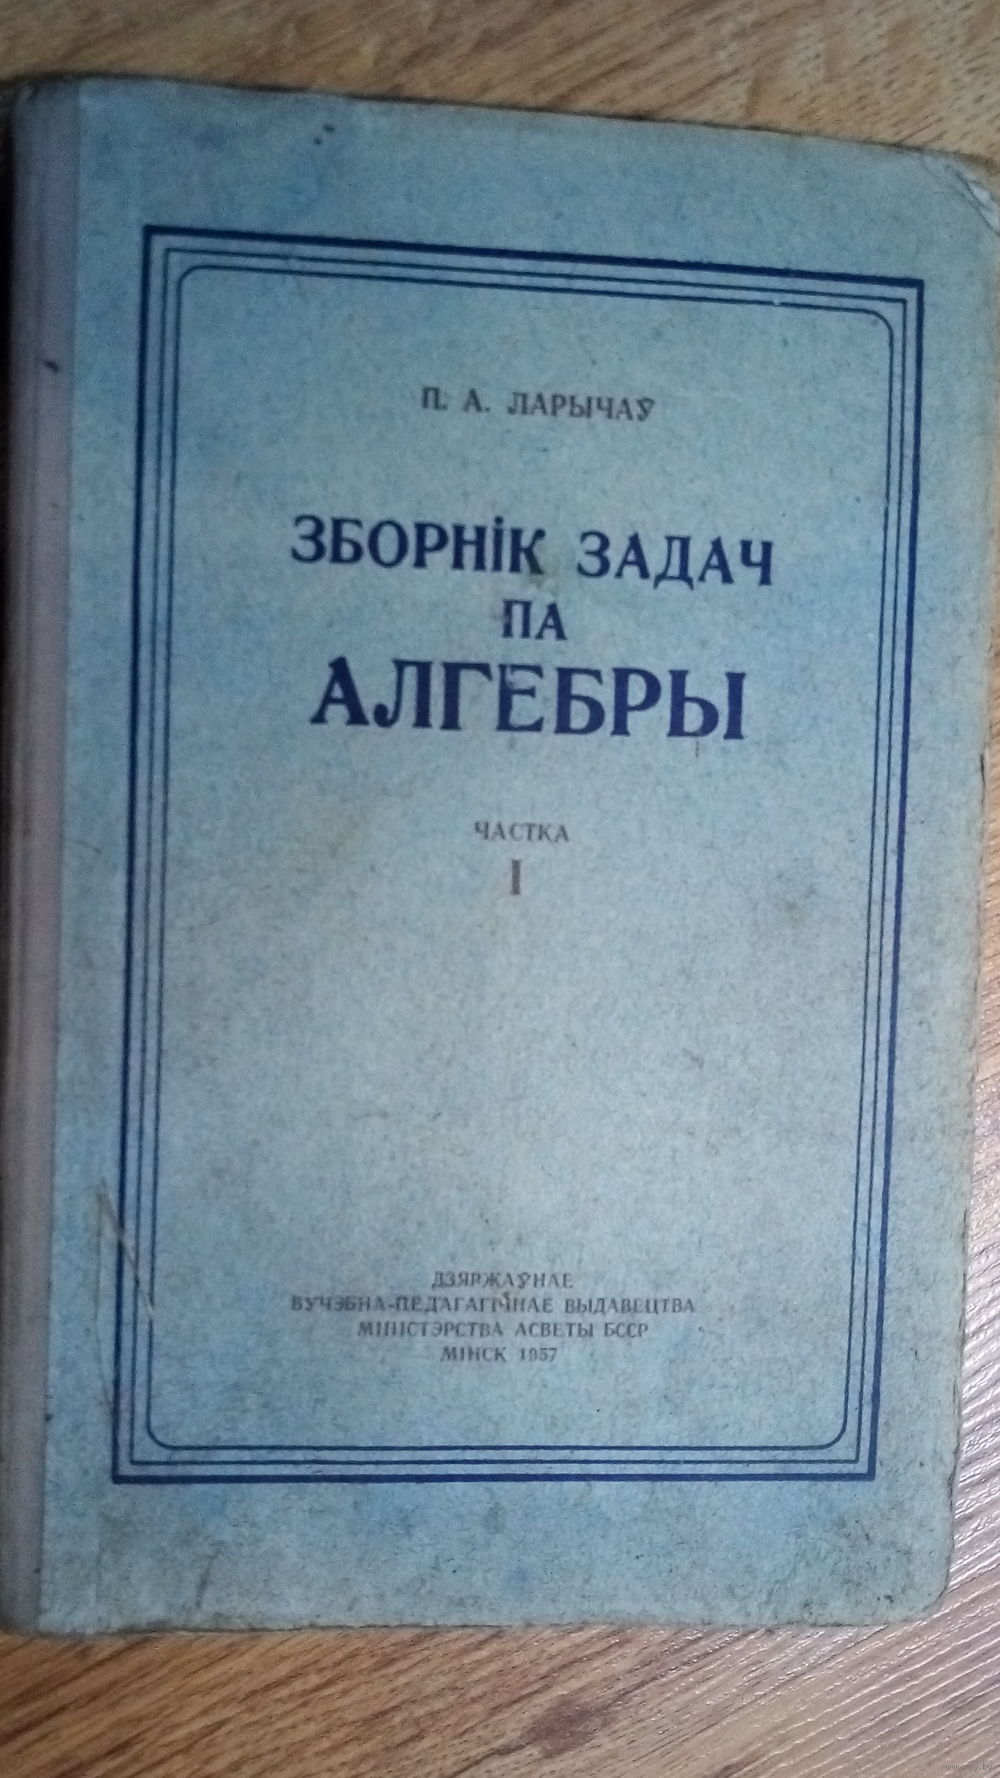 П. А. ЛАРЫЧАЎ
ЗБОРНІК ЗАДАЧ
ПА
АЛГЕБРЫ
ЧАСТКА
I
ДЗЯРЖАЎНАЕ
ВУЧЭБНА-ПЕДАГАГІЧНАЕ ВЫДАВЕЦТВА
МІНІСТЭРСТВА АСВЕТЫ БССР
МІНСК 1957